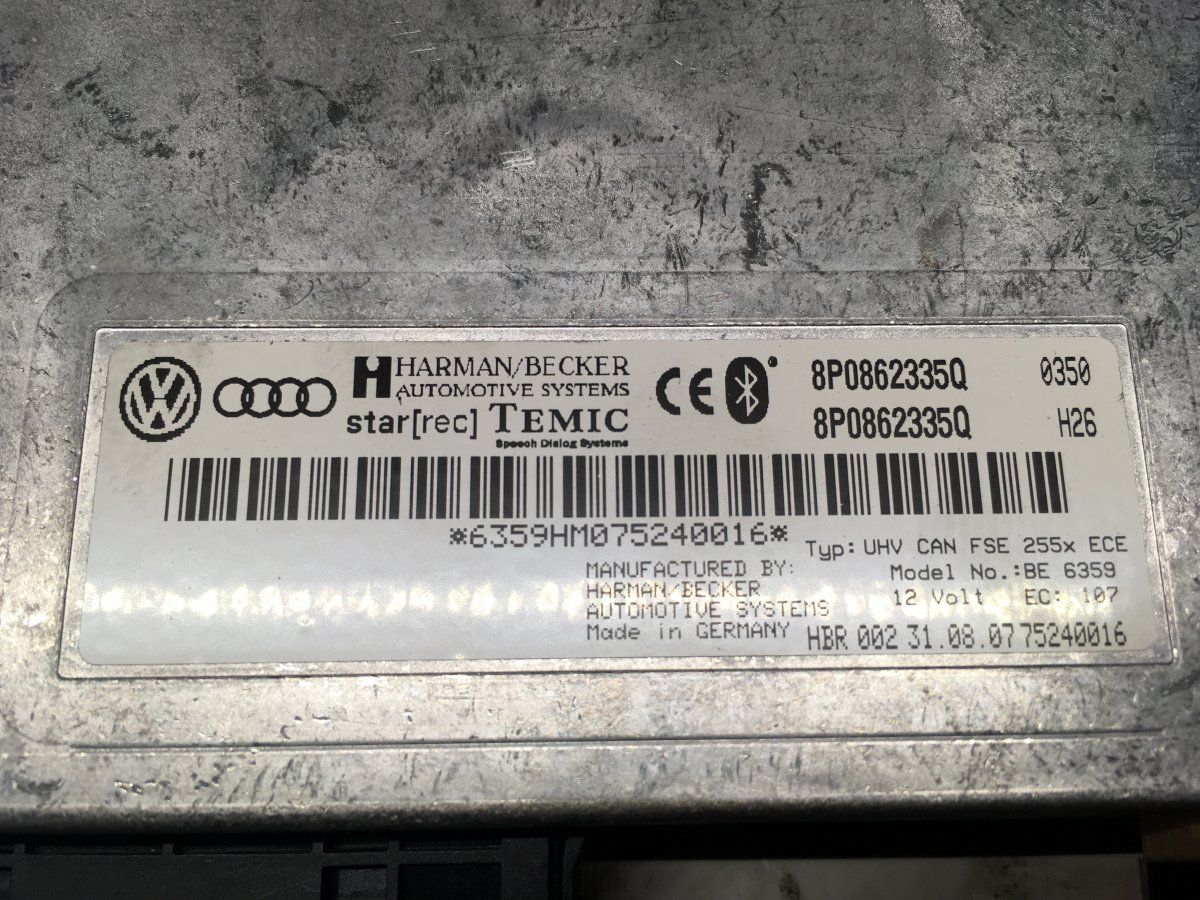 HARMAN/BECKER
AUTOMOTIVE SYSTEMS
star[rec] TEMIC
Speech Dialog Systems
CE
8P0862335Q 0350
8P0862335Q H26
*6359HM075240016*
Typ: UHV CAN FSE 255x ECE
Model No.:BE 6359
12 Volt EC: 107
MANUFACTURED BY:
HARMAN/BECKER
AUTOMOTIVE SYSTEMS
Made in GERMANY
HBR 002 31.08.07 75240016